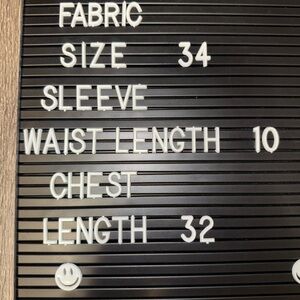 FABRIC
SIZE 34
SLEEVE
WAIST LENGTH 10
CHEST
LENGTH 32